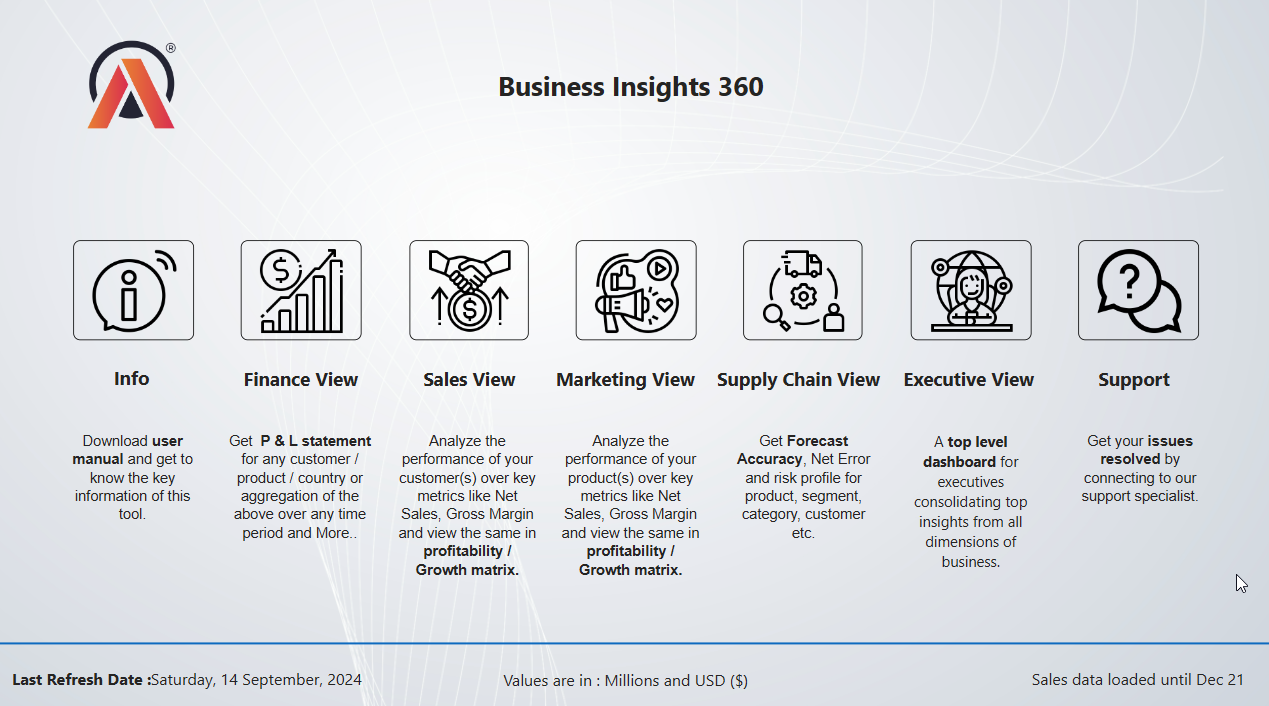 ®
Business Insights 360
Info
Download user
manual and get to
know the key
information of this
tool.
Finance View
Get  P & L statement
for any customer /
product / country or
aggregation of the
above over any time
period and More..
Sales View
Analyze the
performance of your
customer(s) over key
metrics like Net
Sales, Gross Margin
and view the same in
profitability /
Growth matrix.
Marketing View
Analyze the
performance of your
product(s) over key
metrics like Net
Sales, Gross Margin
and view the same in
profitability /
Growth matrix.
Supply Chain View
Get Forecast
Accuracy, Net Error
and risk profile for
product, segment,
category, customer
etc.
Executive View
A top level
dashboard for
executives
consolidating top
insights from all
dimensions of
business.
Support
Get your issues
resolved by
connecting to our
support specialist.
Last Refresh Date :Saturday, 14 September, 2024
Values are in : Millions and USD ($)
Sales data loaded until Dec 21